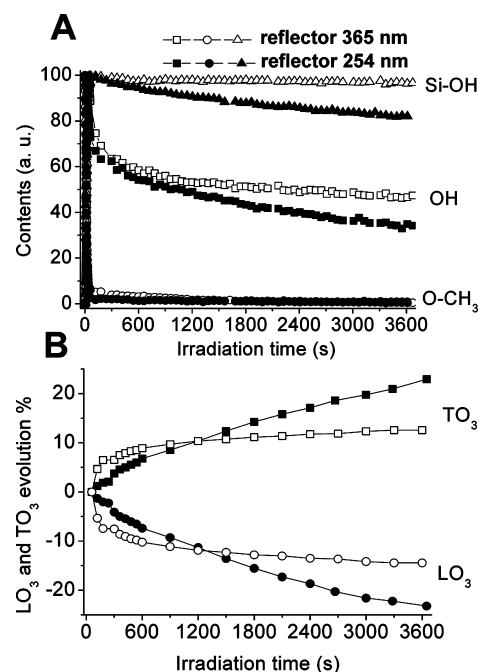 A
reflector 365 nm
reflector 254 nm
Contents (a. u.)
100
80
60
40
20
0
Si-OH
OH
O-CH₃
0 600 1200 1800 2400 3000 3600
Irradiation time (s)
B
LO₃ and TO₃ evolution %
20
10
0
-10
-20
TO₃
LO₃
0 600 1200 1800 2400 3000 3600
Irradiation time (s)